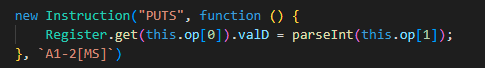 new Instruction("PUTS", function () {
    Register.get(this.op[0]).valD = parseInt(this.op[1]);
}, `A1-2[MS]`)